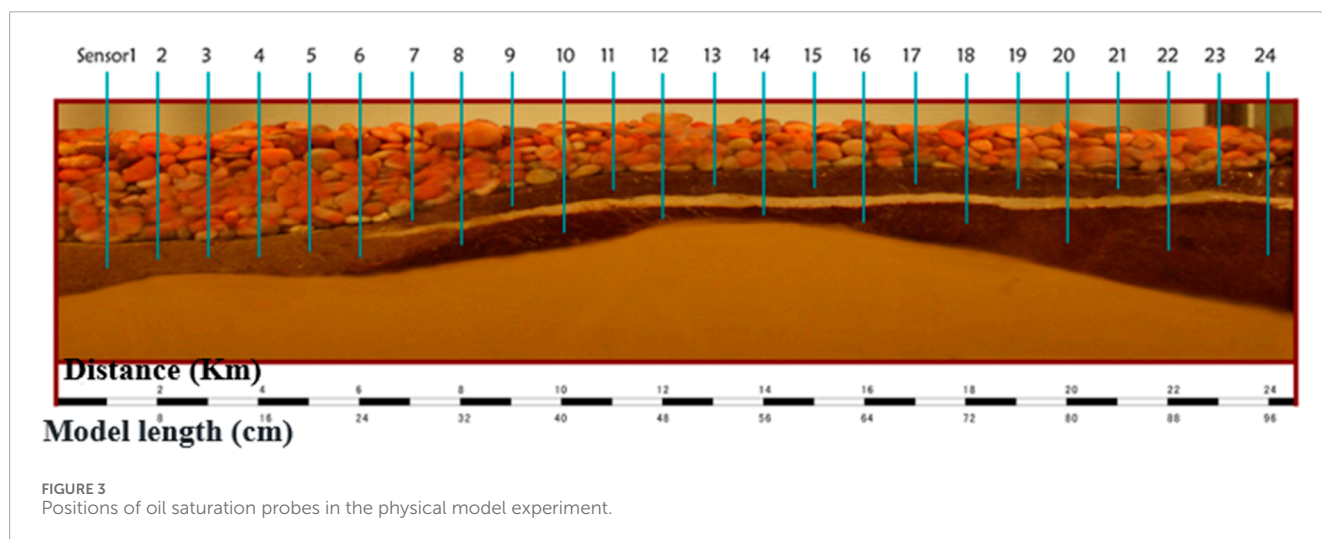 Sensor1 2 3 4 5 6 7 8 9 10 11 12 13 14 15 16 17 18 19 20 21 22 23 24
Distance (Km)
2 4 6 8 10 12 14 16 18 20 22 24
8 16 24 32 40 48 56 64 72 80 88 96
Model length (cm)
FIGURE 3
Positions of oil saturation probes in the physical model experiment.